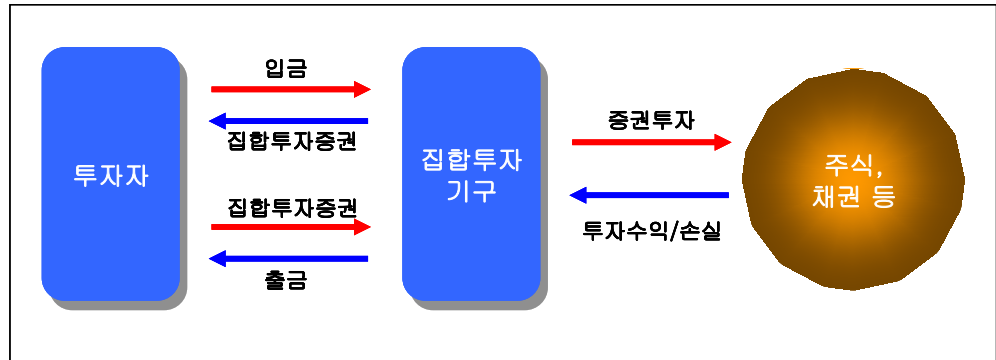 투자자
입금
집합투자증권
집합투자증권
출금
집합투자
기구
증권투자
투자수익/손실
주식,
채권 등